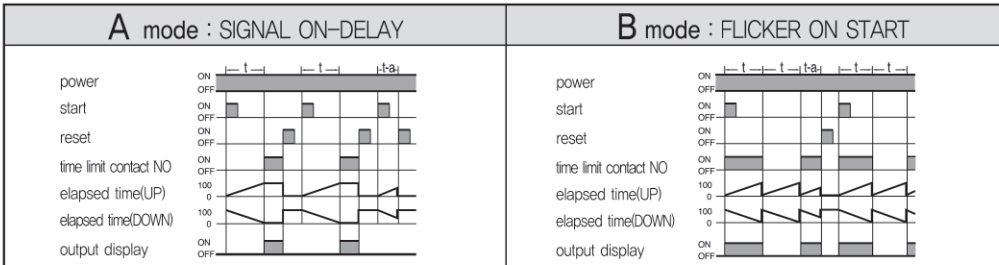 A mode : SIGNAL ON-DELAY
t t t-a
power ON OFF
start ON OFF
reset ON OFF
time limit contact NO ON OFF
elapsed time(UP) 100 0
elapsed time(DOWN) 100 0
output display ON OFF
B mode : FLICKER ON START
t t t-a t t
power ON OFF
start ON OFF
reset ON OFF
time limit contact NO ON OFF
elapsed time(UP) 100 0
elapsed time(DOWN) 100 0
output display ON OFF